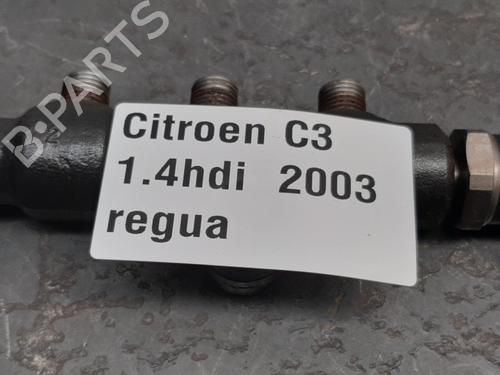 B-PARTS
Citroen C3
1.4hdi 2003
regua